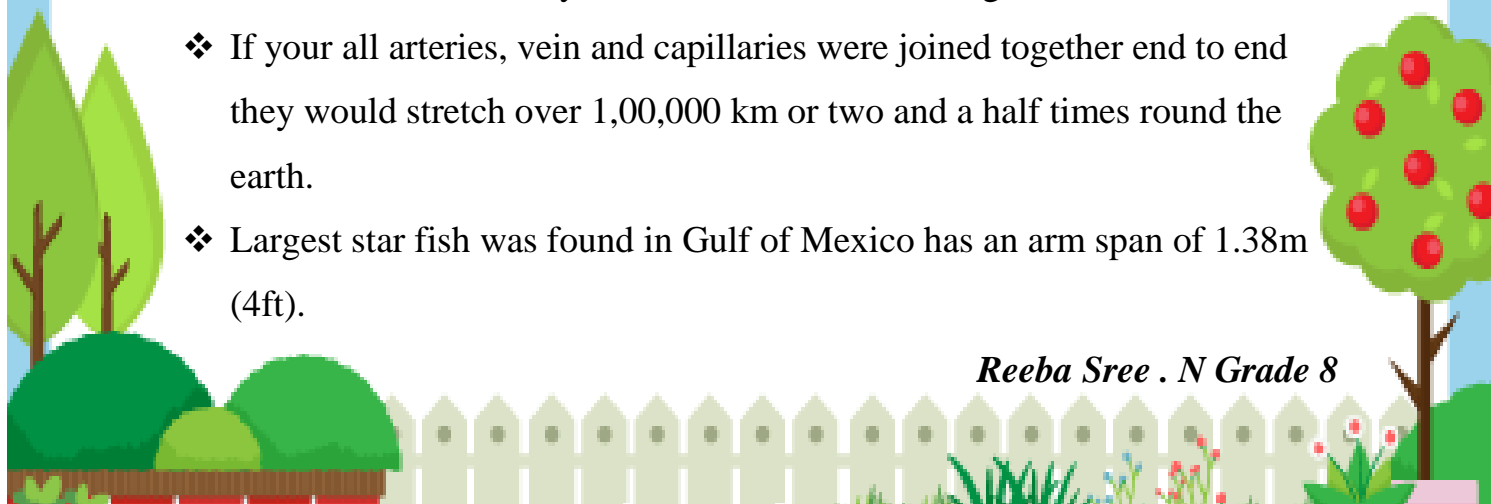 ❖ If your all arteries, vein and capillaries were joined together end to end
they would stretch over 1,00,000 km or two and a half times round the
earth.
❖ Largest star fish was found in Gulf of Mexico has an arm span of 1.38m
(4ft).
Reeba Sree . N Grade 8